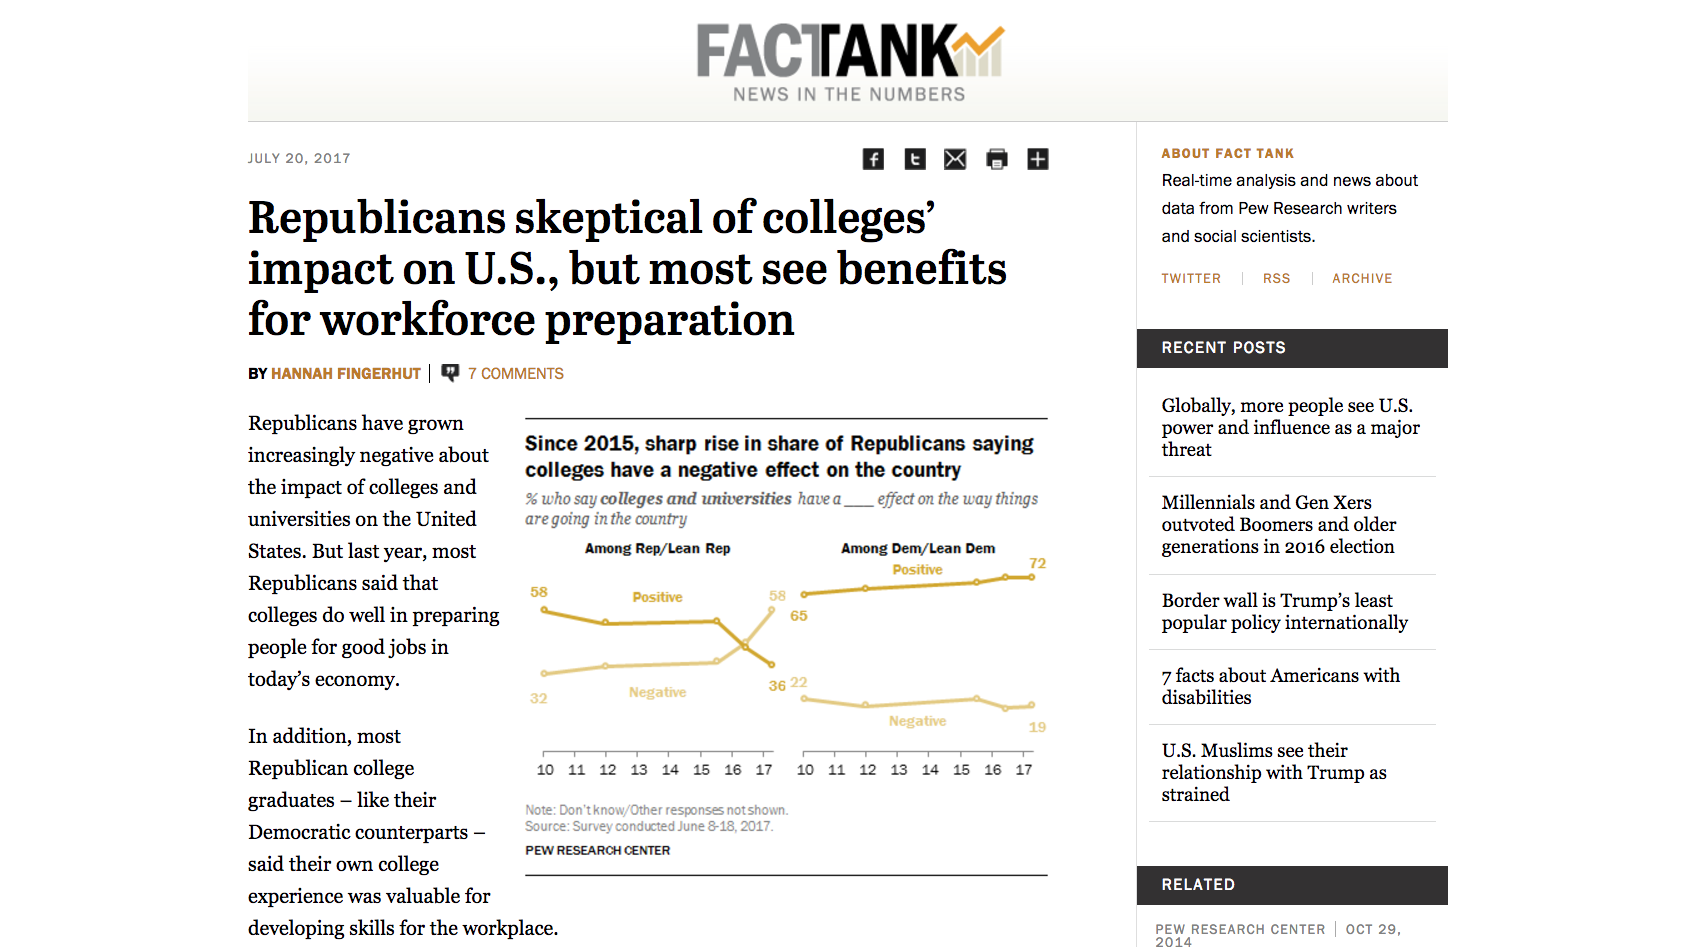 FACTANK
NEWS IN THE NUMBERS
JULY 20, 2017
Republicans skeptical of colleges’
impact on U.S., but most see benefits
for workforce preparation
BY HANNAH FINGERHUT | 7 COMMENTS
Republicans have grown
increasingly negative about
the impact of colleges and
universities on the United
States. But last year, most
Republicans said that
colleges do well in preparing
people for good jobs in
today’s economy.
In addition, most
Republican college
graduates – like their
Democratic counterparts –
said their own college
experience was valuable for
developing skills for the workplace.
Since 2015, sharp rise in share of Republicans saying
colleges have a negative effect on the country
% who say colleges and universities have a ___ effect on the way things
are going in the country
Among Rep/Lean Rep
58
Positive
58
32
Negative
36
10 11 12 13 14 15 16 17
Among Dem/Lean Dem
Positive
72
65
22
Negative
19
10 11 12 13 14 15 16 17
Note: Don’t know/Other responses not shown.
Source: Survey conducted June 8-18, 2017.
PEW RESEARCH CENTER
ABOUT FACT TANK
Real-time analysis and news about
data from Pew Research writers
and social scientists.
TWITTER | RSS | ARCHIVE
RECENT POSTS
Globally, more people see U.S.
power and influence as a major
threat
Millennials and Gen Xers
outvoted Boomers and older
generations in 2016 election
Border wall is Trump’s least
popular policy internationally
7 facts about Americans with
disabilities
U.S. Muslims see their
relationship with Trump as
strained
RELATED
PEW RESEARCH CENTER | OCT 29,
2014